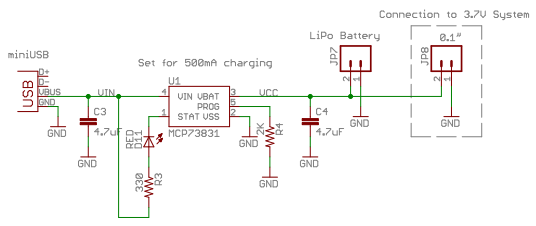 Connection to 3.7V System
miniUSB
LiPo Battery
0.1"
Set for 500mA charging
JP7
JP8
USB
D+
D-
VBUS
GND
VIN
U1
4
VIN
VBAT
3
VCC
2
1
2
1
PROG
5
1
STAT
VSS
2
MCP73831
C3
4.7uF
C4
4.7uF
GND
GND
GND
GND
GND
GND
GND
GND
RED
D11
2K
R4
330
R3